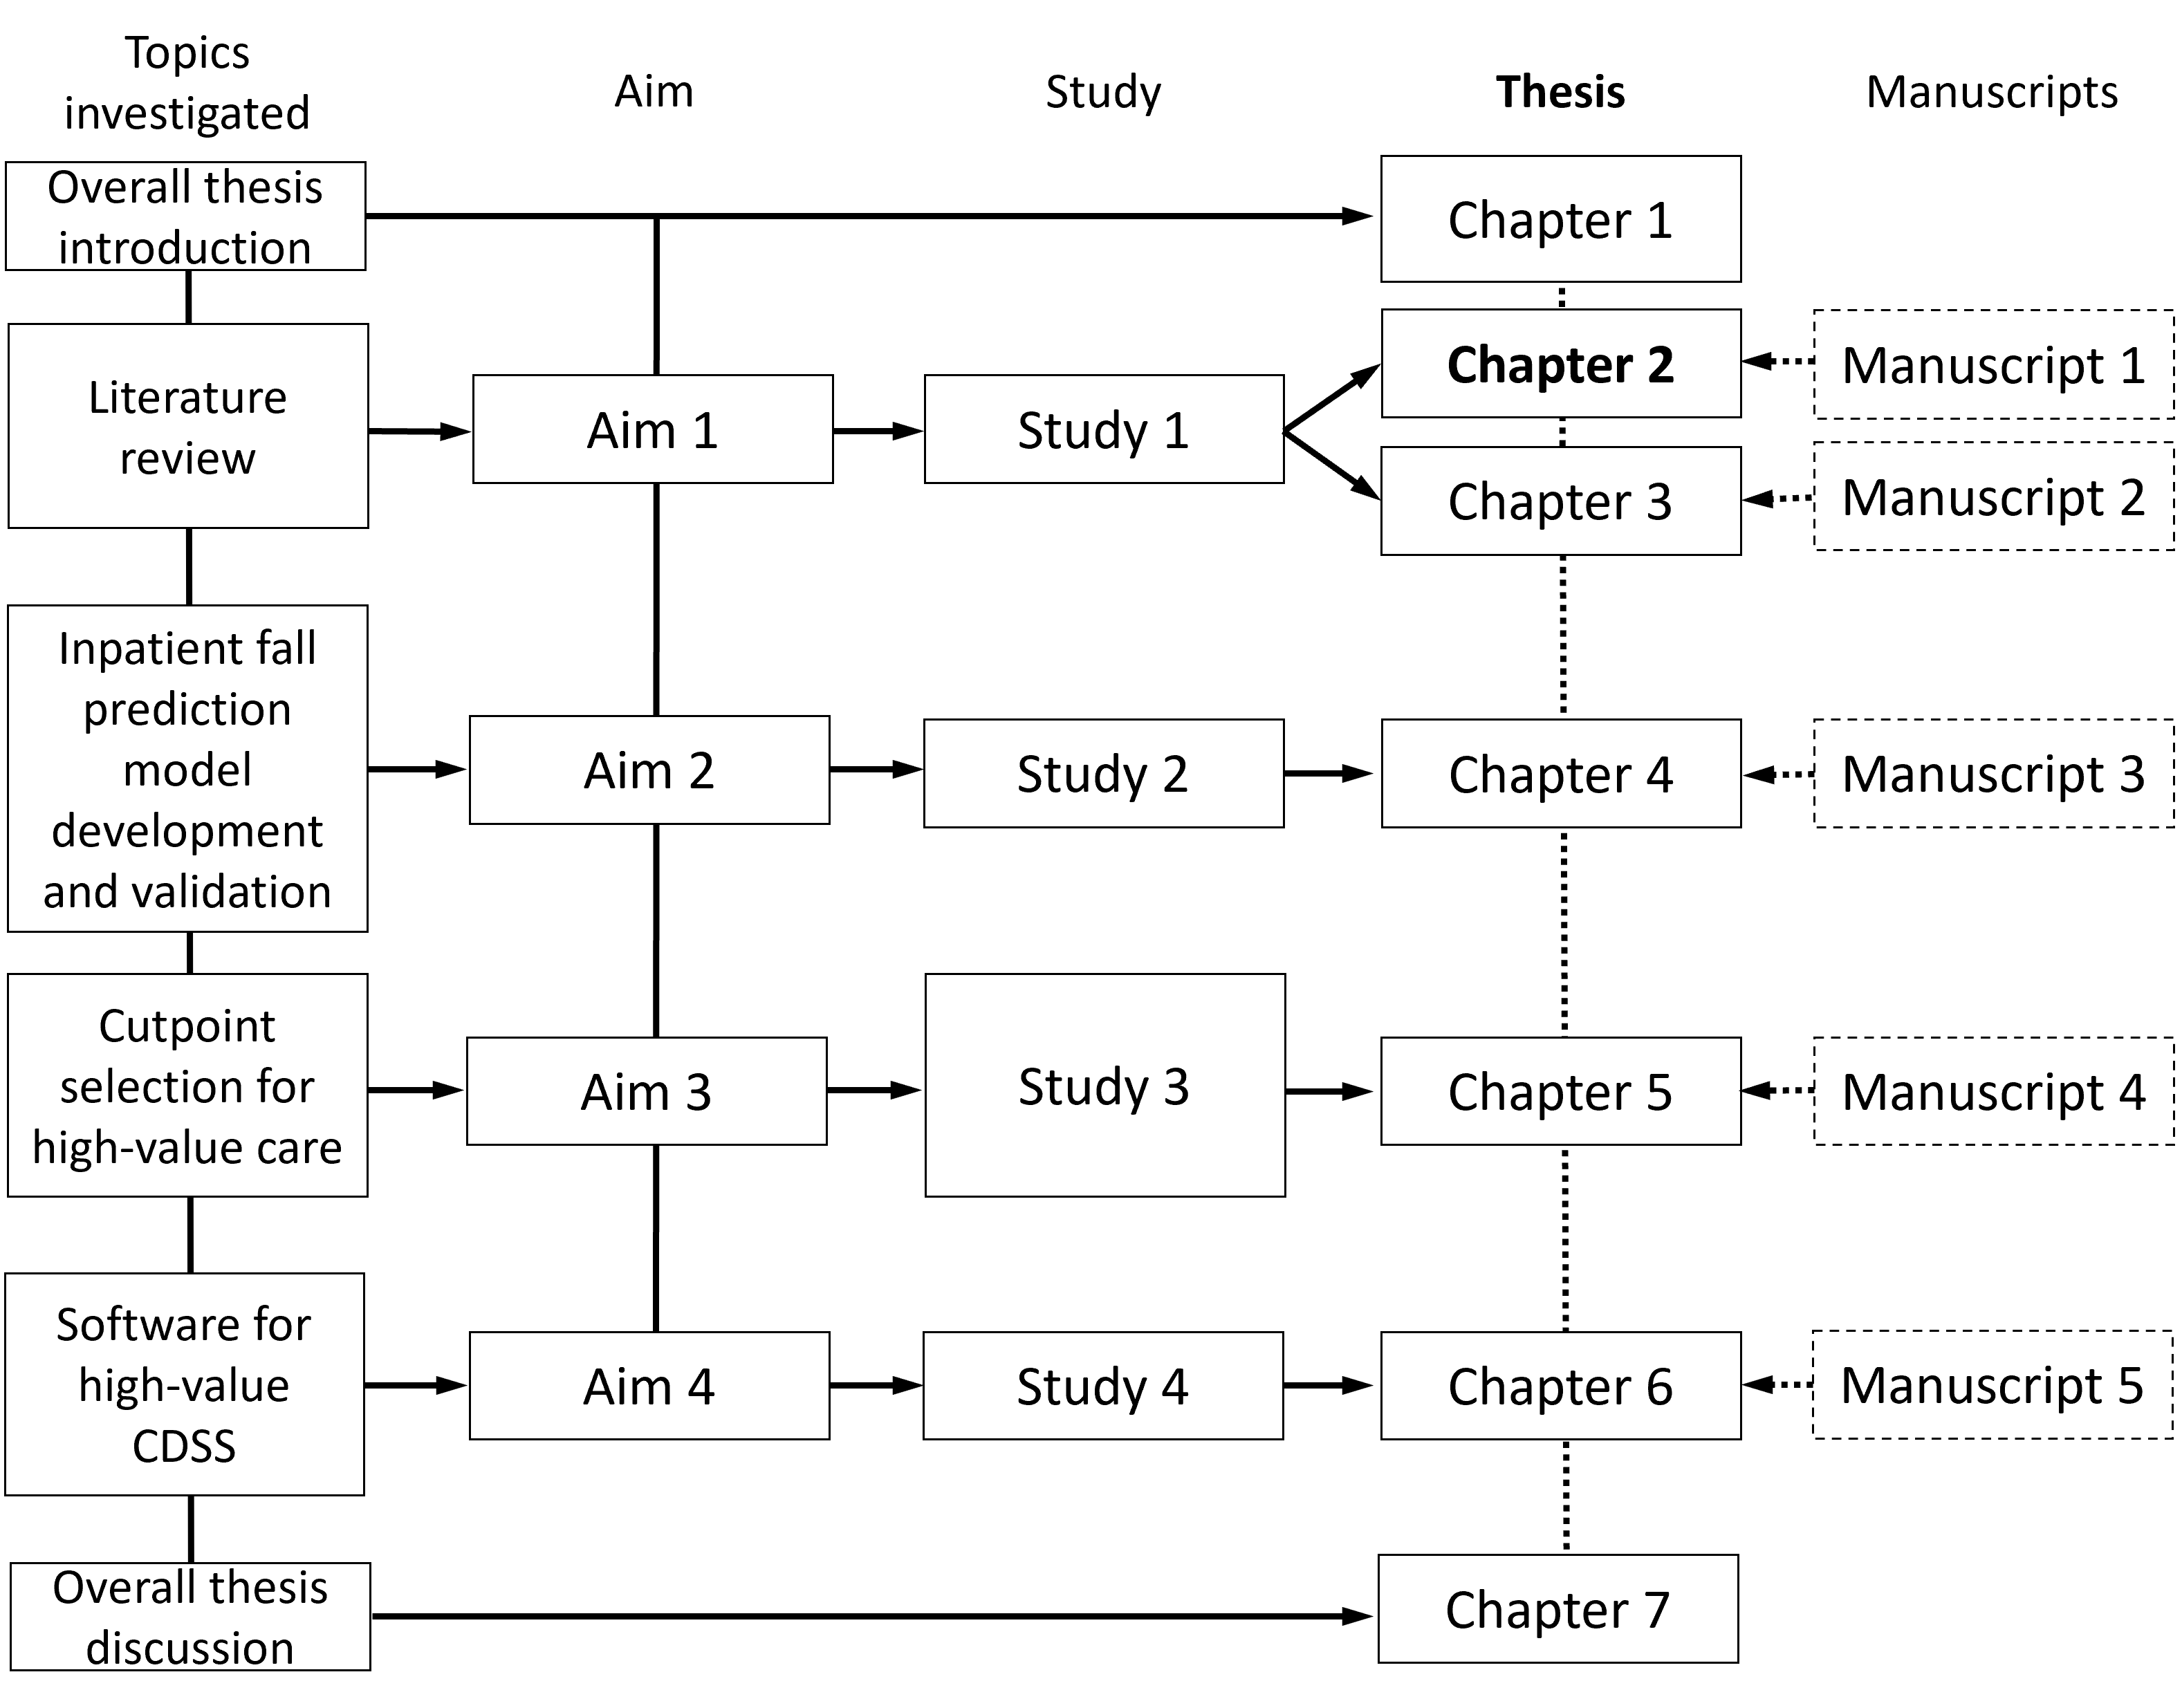 Topics
investigated
Aim
Study
Thesis
Manuscripts
Overall thesis
introduction
Chapter 1
Literature
review
Aim 1
Study 1
Chapter 2
Manuscript 1
Chapter 3
Manuscript 2
Inpatient fall
prediction
model
development
and validation
Aim 2
Study 2
Chapter 4
Manuscript 3
Cutpoint
selection for
high-value care
Aim 3
Study 3
Chapter 5
Manuscript 4
Software for
high-value
CDSS
Aim 4
Study 4
Chapter 6
Manuscript 5
Overall thesis
discussion
Chapter 7